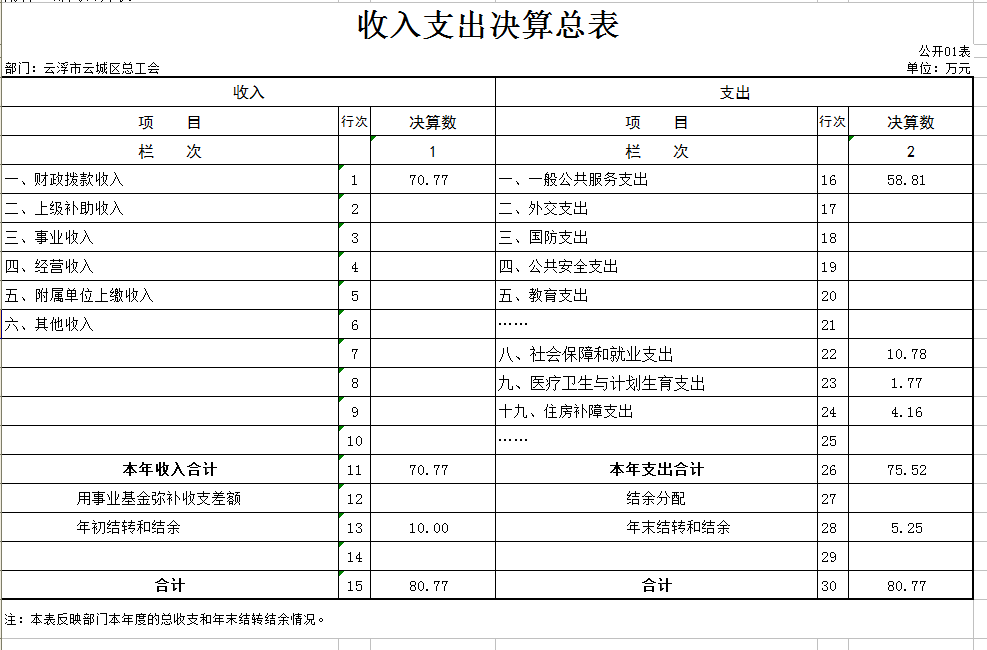 收入支出决算总表
公开01表
部门：云浮市云城区总工会 单位：万元
收入 支出
项 目 行次 决算数 项 目 行次 决算数
栏 次 1 栏 次 2
一、财政拨款收入 1 70.77 一、一般公共服务支出 16 58.81
二、上级补助收入 2 二、外交支出 17
三、事业收入 3 三、国防支出 18
四、经营收入 4 四、公共安全支出 19
五、附属单位上缴收入 5 五、教育支出 20
六、其他收入 6 …… 21
7 八、社会保障和就业支出 22 10.78
8 九、医疗卫生与计划生育支出 23 1.77
9 十九、住房补障支出 24 4.16
10 …… 25
本年收入合计 11 70.77 本年支出合计 26 75.52
用事业基金弥补收支差额 12 结余分配 27
年初结转和结余 13 10.00 年末结转和结余 28 5.25
14 29
合计 15 80.77 合计 30 80.77
注：本表反映部门本年度的总收支和年末结转结余情况。